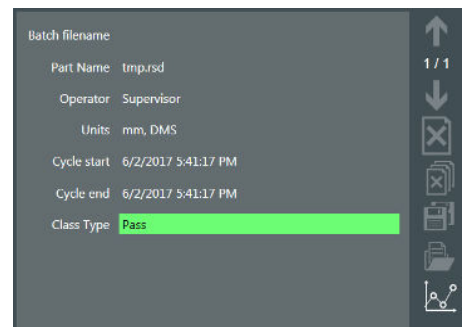 Batch filename
Part Name tmp.rsd
Operator Supervisor
Units mm, DMS
Cycle start 6/2/2017 5:41:17 PM
Cycle end 6/2/2017 5:41:17 PM
Class Type Pass
1 / 1